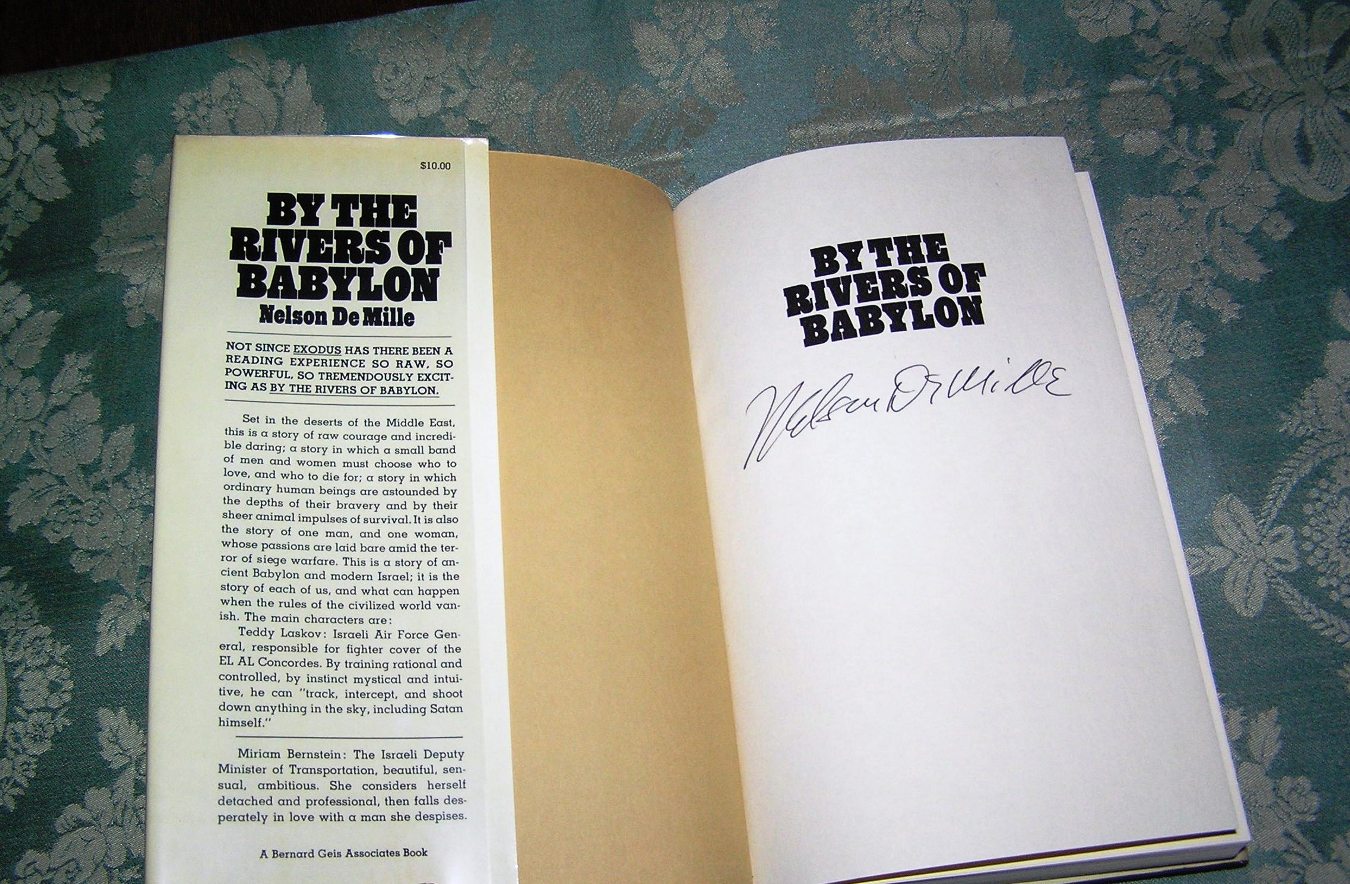 $10.00
BY THE
RIVERS OF
BABYLON
Nelson De Mille
NOT SINCE EXODUS HAS THERE BEEN A
READING EXPERIENCE SO RAW, SO
POWERFUL, SO TREMENDOUSLY EXCIT-
ING AS BY THE RIVERS OF BABYLON.
Set in the deserts of the Middle East,
this is a story of raw courage and incredi-
ble daring; a story in which a small band
of men and women must choose who to
love, and who to die for; a story in which
ordinary human beings are astounded by
the depths of their bravery and by their
sheer animal impulses of survival. It is also
the story of one man, and one woman,
whose passions are laid bare amid the ter-
ror of siege warfare. This is a story of an-
cient Babylon and modern Israel; it is the
story of each of us, and what can happen
when the rules of the civilized world van-
ish. The main characters are:
Teddy Laskov: Israeli Air Force Gen-
eral, responsible for fighter cover of the
EL AL Concordes. By training rational and
controlled, by instinct mystical and intui-
tive, he can "track, intercept, and shoot
down anything in the sky, including Satan
himself."
Miriam Bernstein: The Israeli Deputy
Minister of Transportation, beautiful, sen-
sual, ambitious. She considers herself
detached and professional, then falls des-
perately in love with a man she despises.
A Bernard Geis Associates Book
BY THE
RIVERS OF
BABYLON
Nelson DeMille